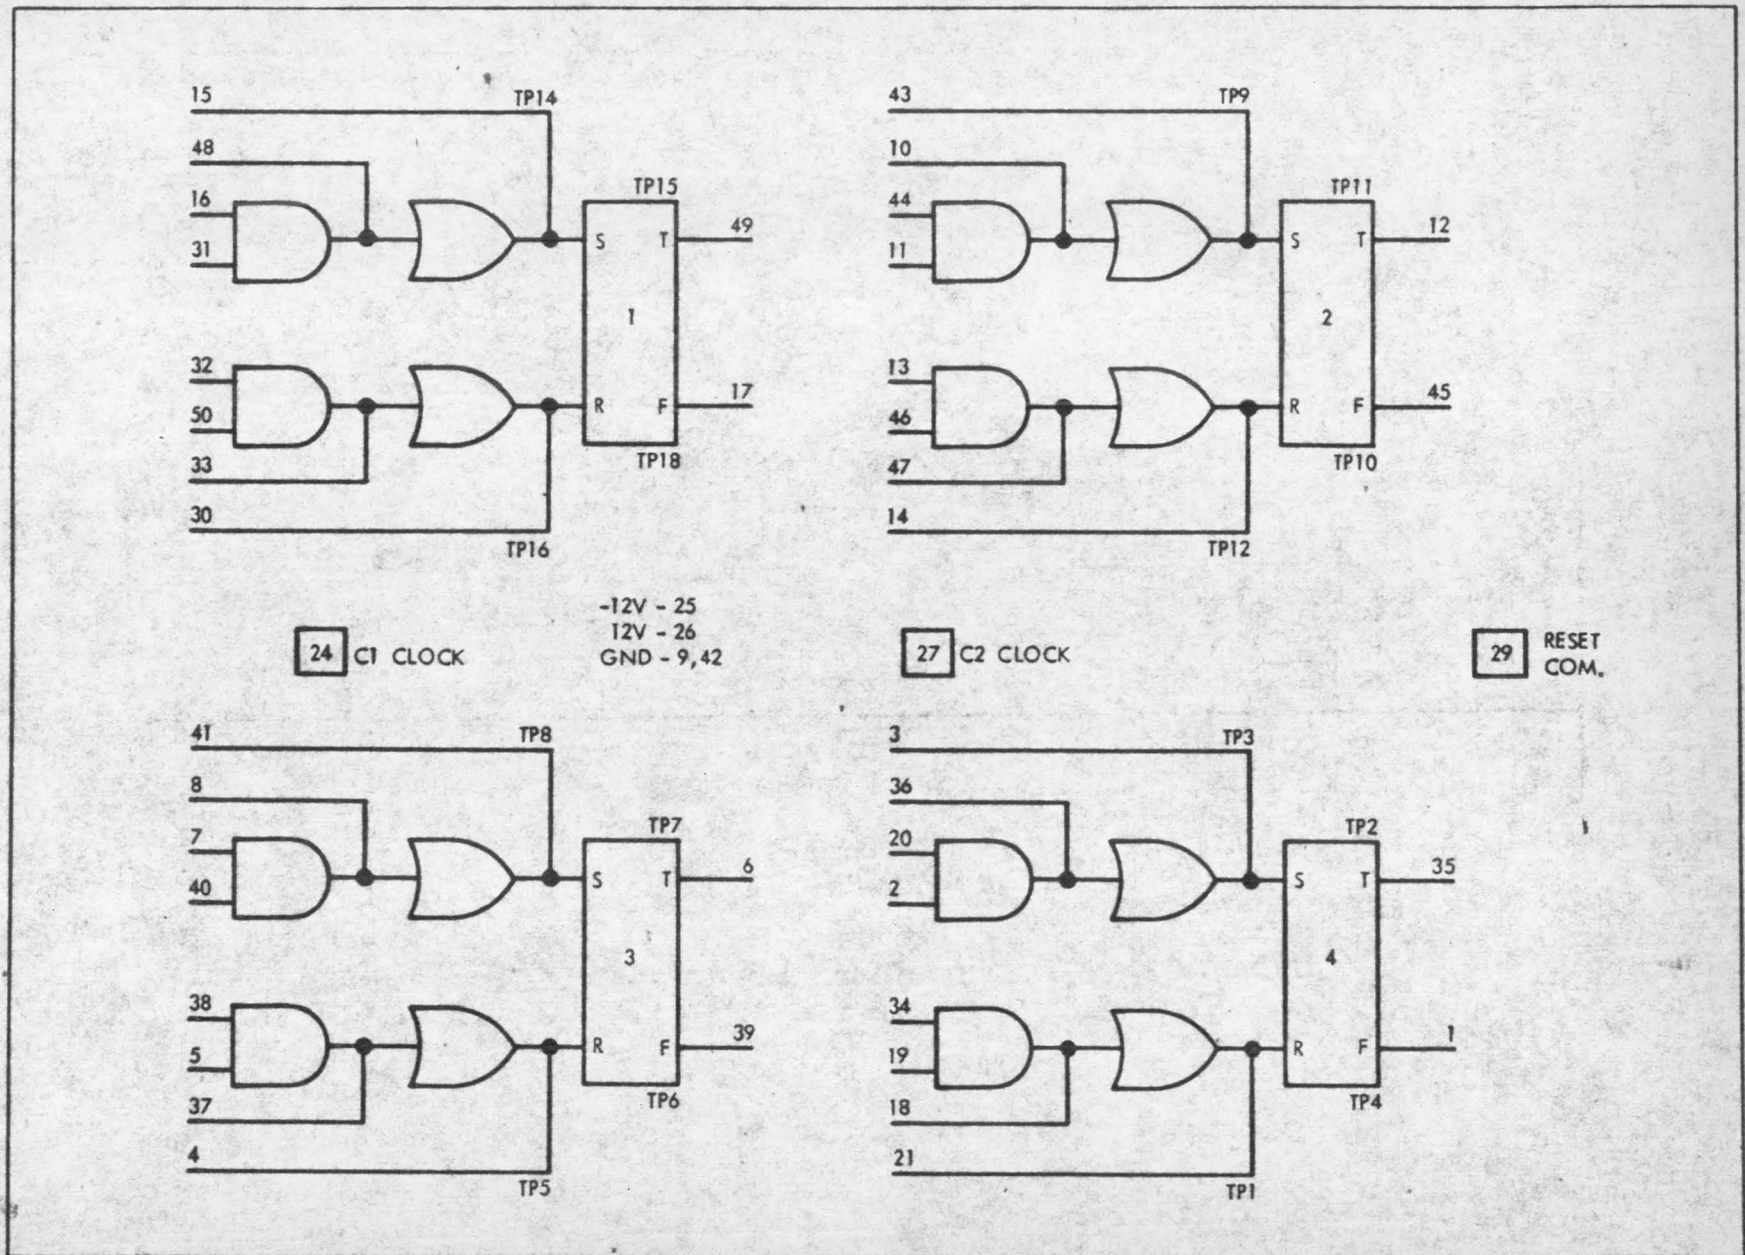 15 TP14
48
16
31
TP15
S T 49
1
32
50
R F 17
33
TP18
30
TP16
43 TP9
10
44
11
TP11
S T 12
2
13
46
R F 45
47
TP10
14
TP12
24 C1 CLOCK
-12V - 25
12V - 26
GND - 9,42
27 C2 CLOCK
29 RESET
COM.
41 TP8
8
7
40
TP7
S T 6
3
38
5
R F 39
37
TP6
4
TP5
3 TP3
36
20
2
TP2
S T 35
4
34
19
R F 1
18
TP4
21
TP1